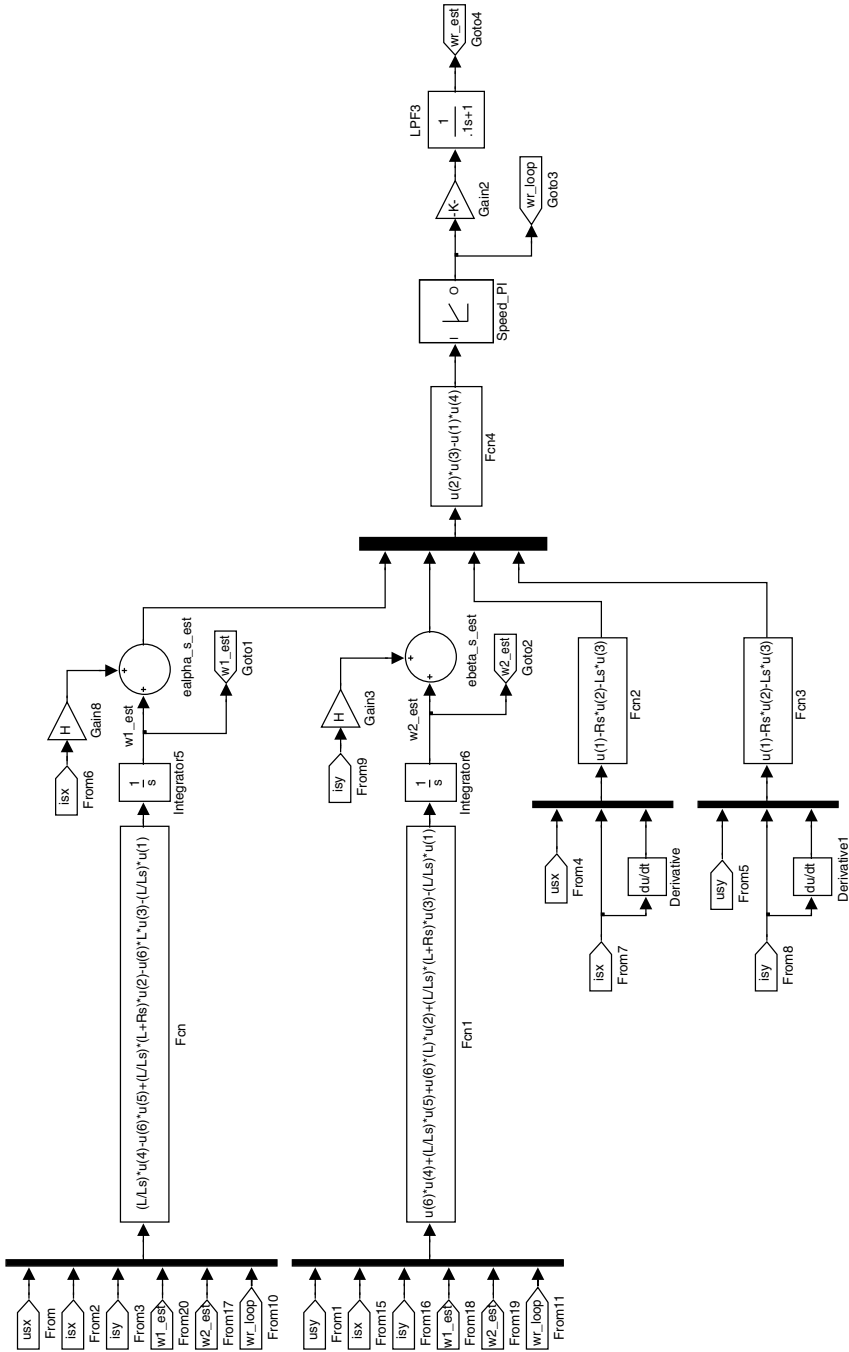 usx
From
isx
From2
isy
From3
w1_est
From20
w2_est
From17
wr_loop
From10
(L/Ls)*u(4)-u(6)*u(5)+(L/Ls)*(L+Rs)*u(2)-u(6)*L*u(3)-(L/Ls)*u(1)
Fcn
1
s
Integrator5
isx
From6
H
Gain8
w1_est
+
+
ealpha_s_est
w1_est
Goto1
usy
From1
isx
From15
isy
From16
w1_est
From18
w2_est
From19
wr_loop
From11
u(6)*u(4)+(L/Ls)*u(5)+u(6)*(L)*u(2)+(L/Ls)*(L+Rs)*u(3)-(L/Ls)*u(1)
Fcn1
1
s
Integrator6
isy
From9
H
Gain3
w2_est
+
+
ebeta_s_est
w2_est
Goto2
usx
From4
isx
From7
du/dt
Derivative
u(1)-Rs*u(2)-Ls*u(3)
Fcn2
usy
From5
isy
From8
du/dt
Derivative1
u(1)-Rs*u(2)-Ls*u(3)
Fcn3
u(2)*u(3)-u(1)*u(4)
Fcn4
I
O
Speed_PI
-K-
Gain2
wr_loop
Goto3
LPF3
1
.1s+1
wr_est
Goto4